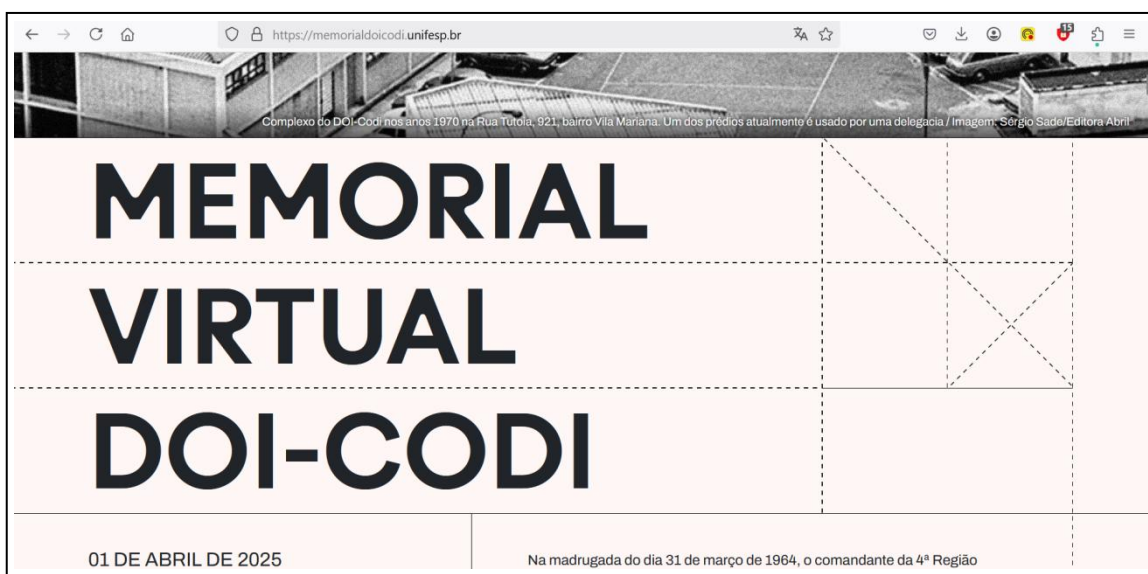 https://memorialdoicodi.unifesp.br
15
Complexo do DOI-Codi nos anos 1970 na Rua Tutoia, 921, bairro Vila Mariana. Um dos prédios atualmente é usado por uma delegacia / Imagem: Sérgio Sade/Editora Abril
MEMORIAL
VIRTUAL
DOI-CODI
01 DE ABRIL DE 2025
Na madrugada do dia 31 de março de 1964, o comandante da 4ª Região